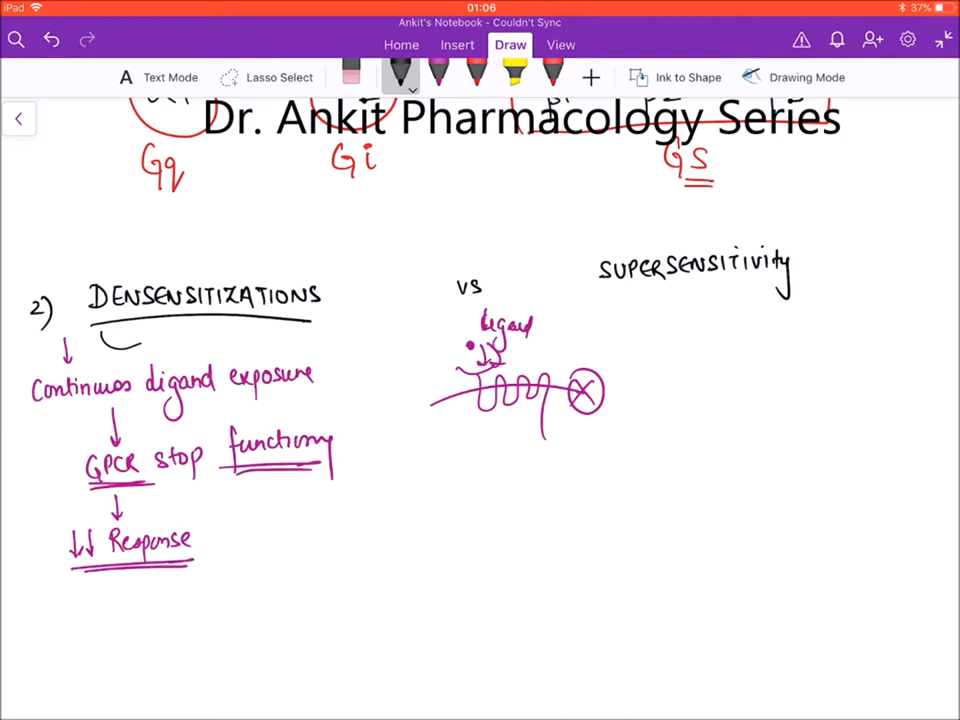 iPad 01:06 37%
Ankit's Notebook - Couldn't Sync
Home Insert Draw View
Text Mode Lasso Select Ink to Shape Drawing Mode
Dr. Ankit Pharmacology Series
Gq Gi Gs
2) DENSENSITIZATIONS vs SUPERSENSITIVITY
ligand
Continuos ligand exposure
GPCR stop functiony
↓↓ Response